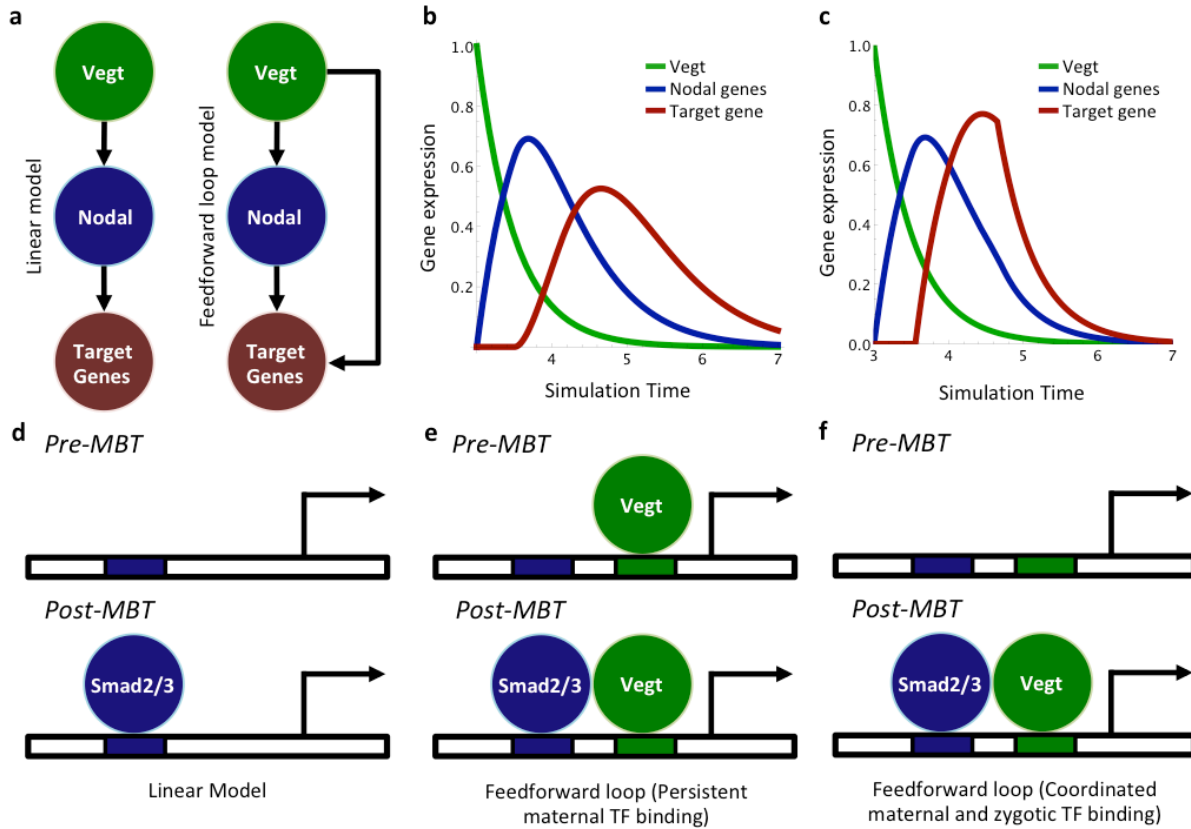 a
Linear model
Vegt
Nodal
Target
Genes
Feedforward loop model
Vegt
Nodal
Target
Genes
b
Gene expression
1.0
0.8
0.6
0.4
0.2
4
5
6
7
Vegt
Nodal genes
Target gene
Simulation Time
c
Gene expression
1.0
0.8
0.6
0.4
0.2
0.0
3
4
5
6
7
Vegt
Nodal genes
Target gene
Simulation Time
d
Pre-MBT
Post-MBT
Smad2/3
Linear Model
e
Pre-MBT
Vegt
Post-MBT
Smad2/3
Vegt
Feedforward loop (Persistent
maternal TF binding)
f
Pre-MBT
Post-MBT
Smad2/3
Vegt
Feedforward loop (Coordinated
maternal and zygotic TF binding)